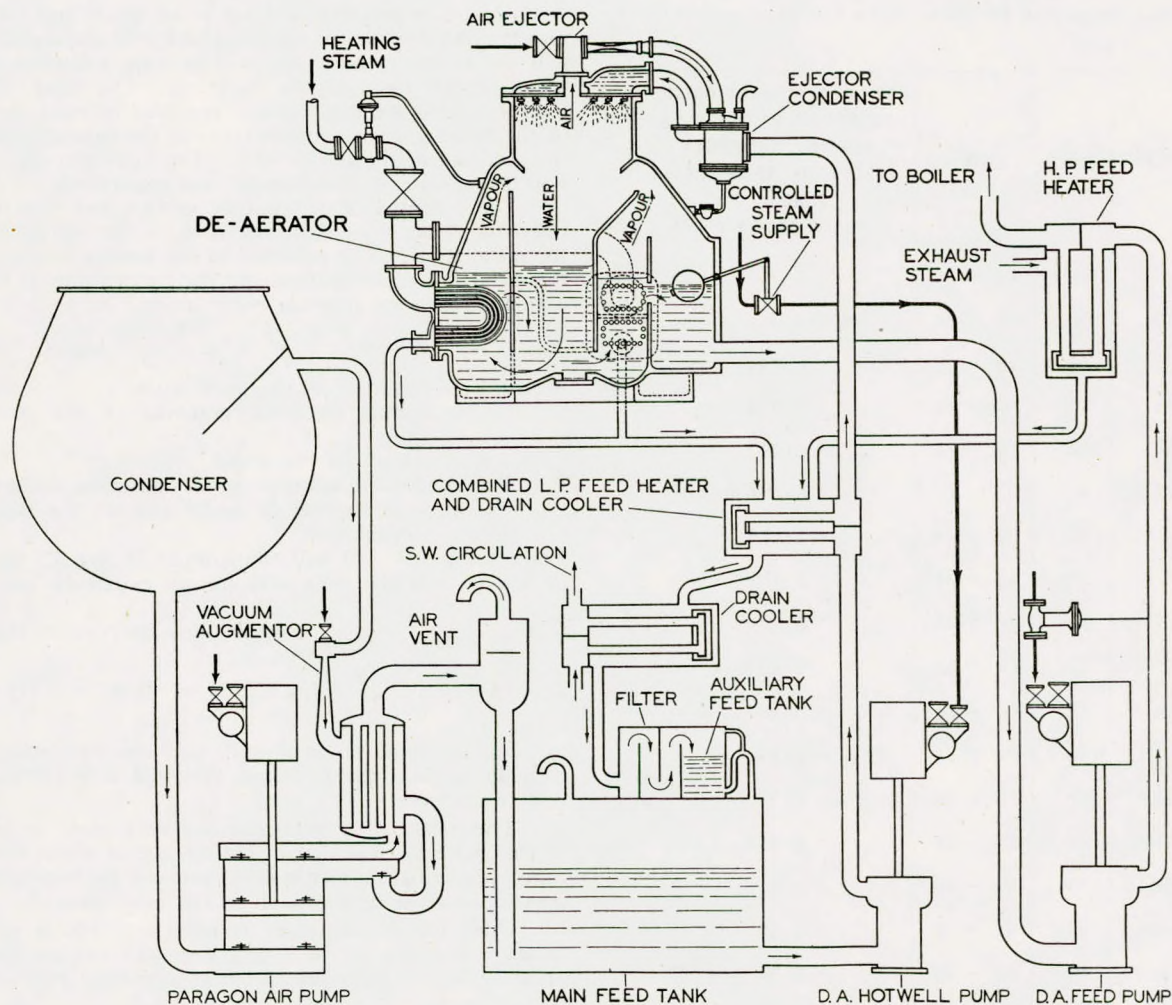 AIR EJECTOR
HEATING
STEAM
EJECTOR
CONDENSER
AIR
TO BOILER
H.P. FEED
HEATER
CONTROLLED
STEAM
SUPPLY
VAPOUR
WATER
VAPOUR
DE-AERATOR
EXHAUST
STEAM
CONDENSER
COMBINED L.P. FEED HEATER
AND DRAIN COOLER
S.W. CIRCULATION
DRAIN
COOLER
VACUUM
AUGMENTOR
AIR
VENT
FILTER
AUXILIARY
FEED TANK
PARAGON AIR PUMP
MAIN FEED TANK
D.A. HOTWELL PUMP
D.A. FEED PUMP